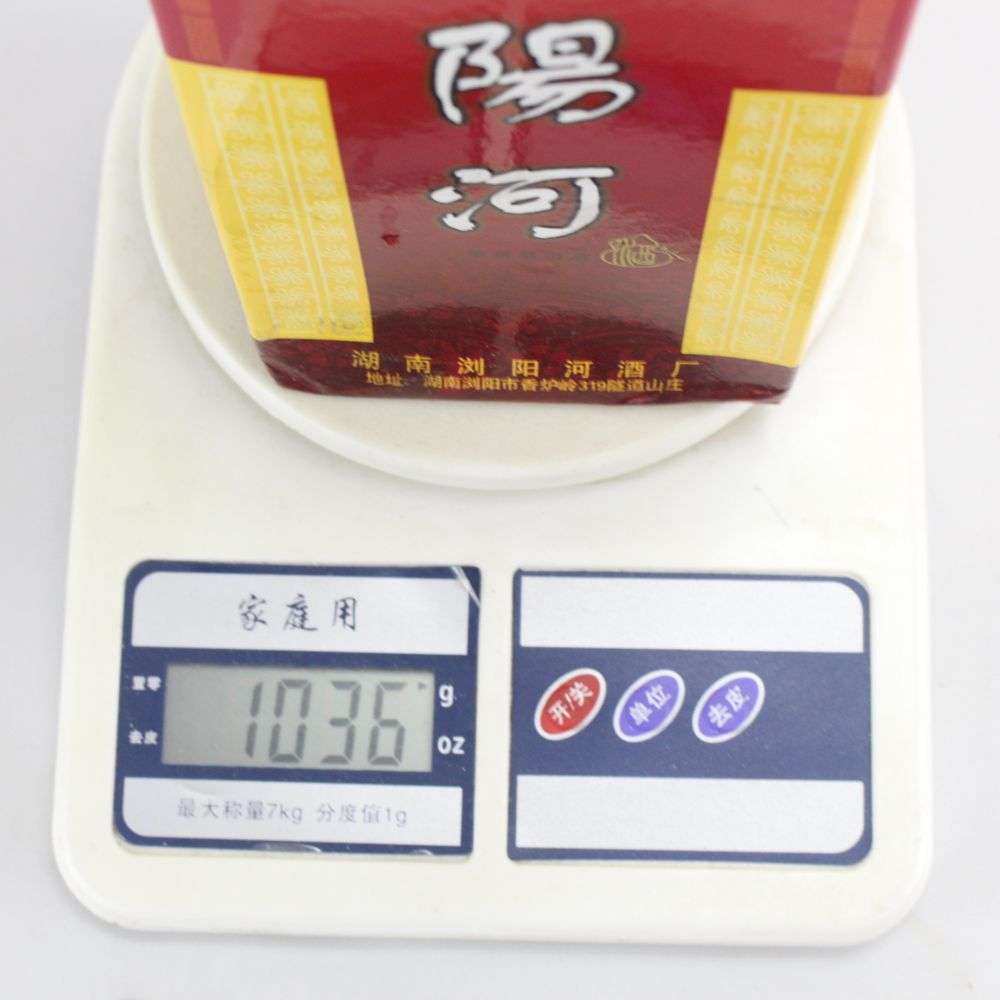 陽
河
酒
湖南浏阳河酒厂
地址: 湖南浏阳市香炉岭319隧道山庄
家庭用
置零
去皮
1036 g
oz
最大称量7kg 分度值1g
开/关
单位
去皮